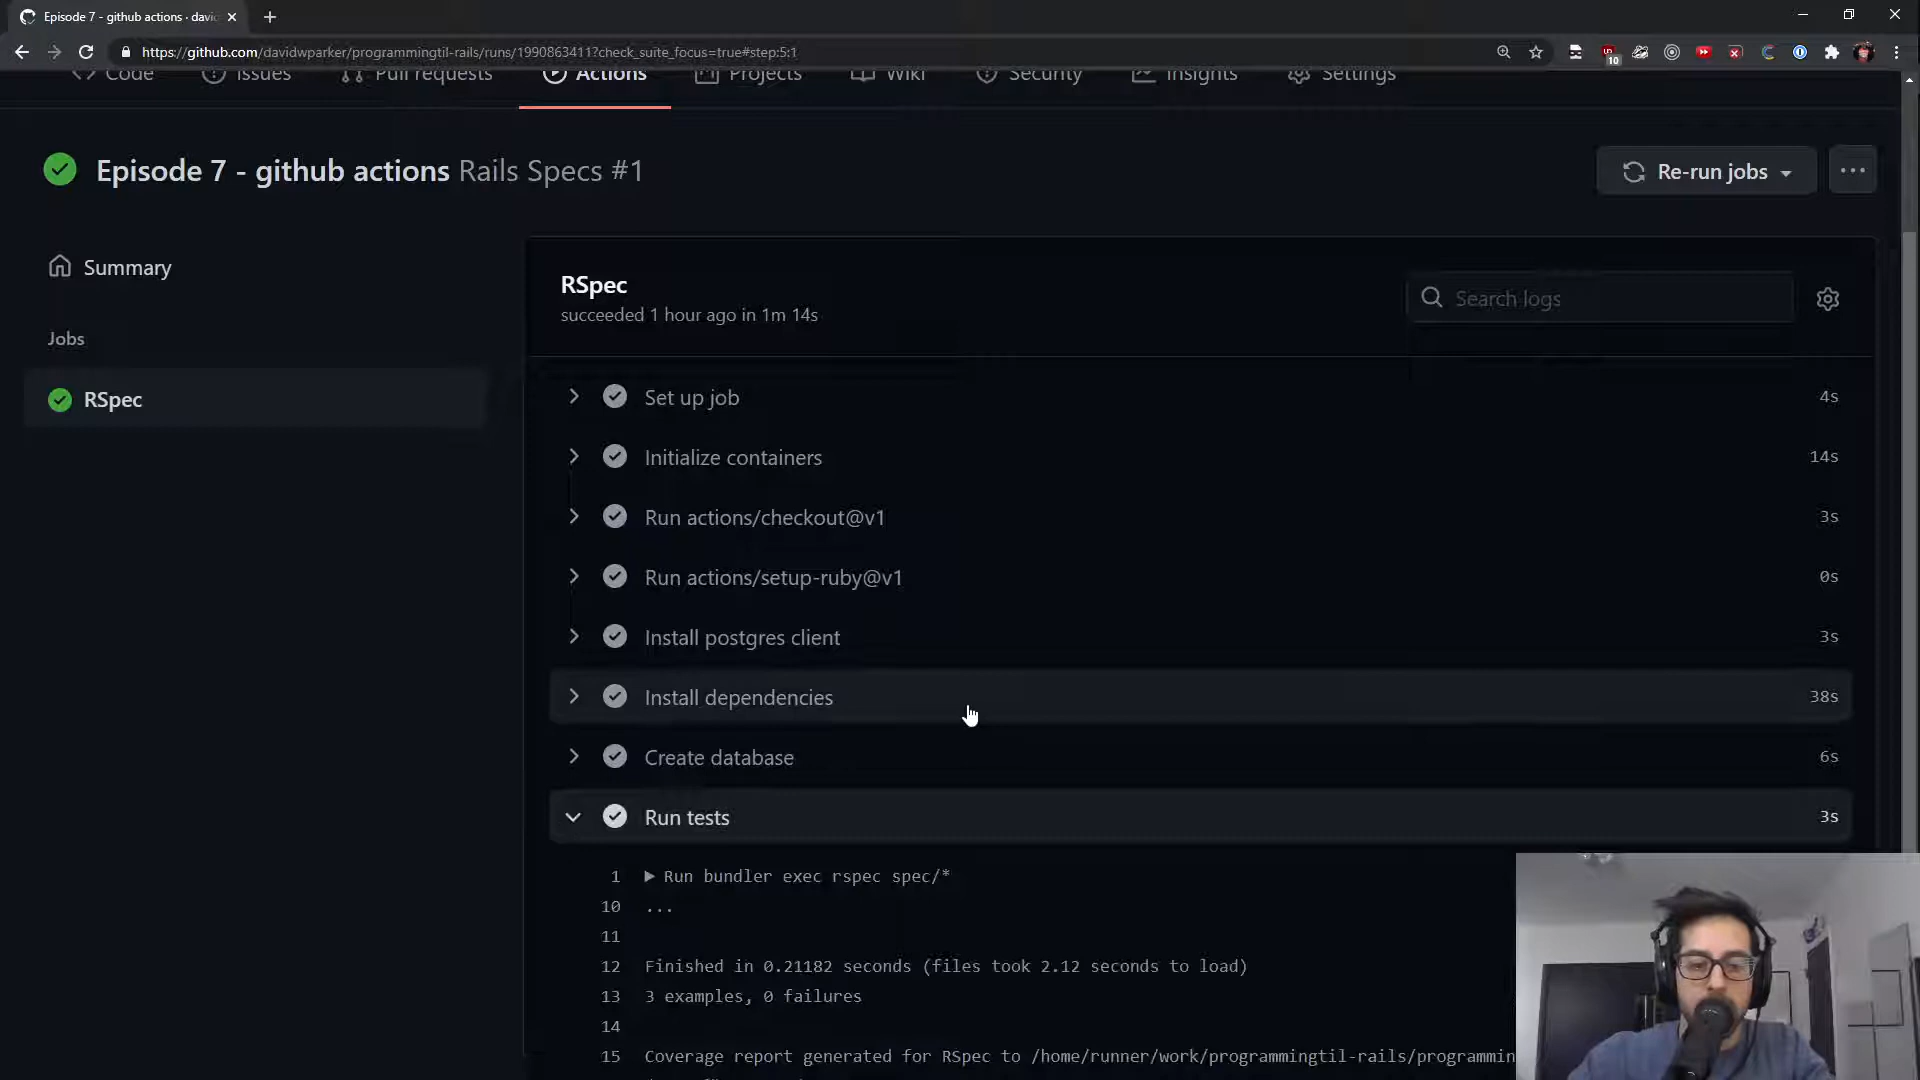 Episode 7 - github actions · davi
https://github.com/davidwparker/programmingtil-rails/runs/1990863411?check_suite_focus=true#step:5:1
10
Code Issues Pull requests Actions Projects Wiki Security Insights Settings
Episode 7 - github actions Rails Specs #1
Re-run jobs
Summary
Jobs
RSpec
RSpec
succeeded 1 hour ago in 1m 14s
Search logs
Set up job 4s
Initialize containers 14s
Run actions/checkout@v1 3s
Run actions/setup-ruby@v1 0s
Install postgres client 3s
Install dependencies 38s
Create database 6s
Run tests 3s
1 Run bundler exec rspec spec/*
10 ...
11
12 Finished in 0.21182 seconds (files took 2.12 seconds to load)
13 3 examples, 0 failures
14
15 Coverage report generated for RSpec to /home/runner/work/programmingtil-rails/programmin